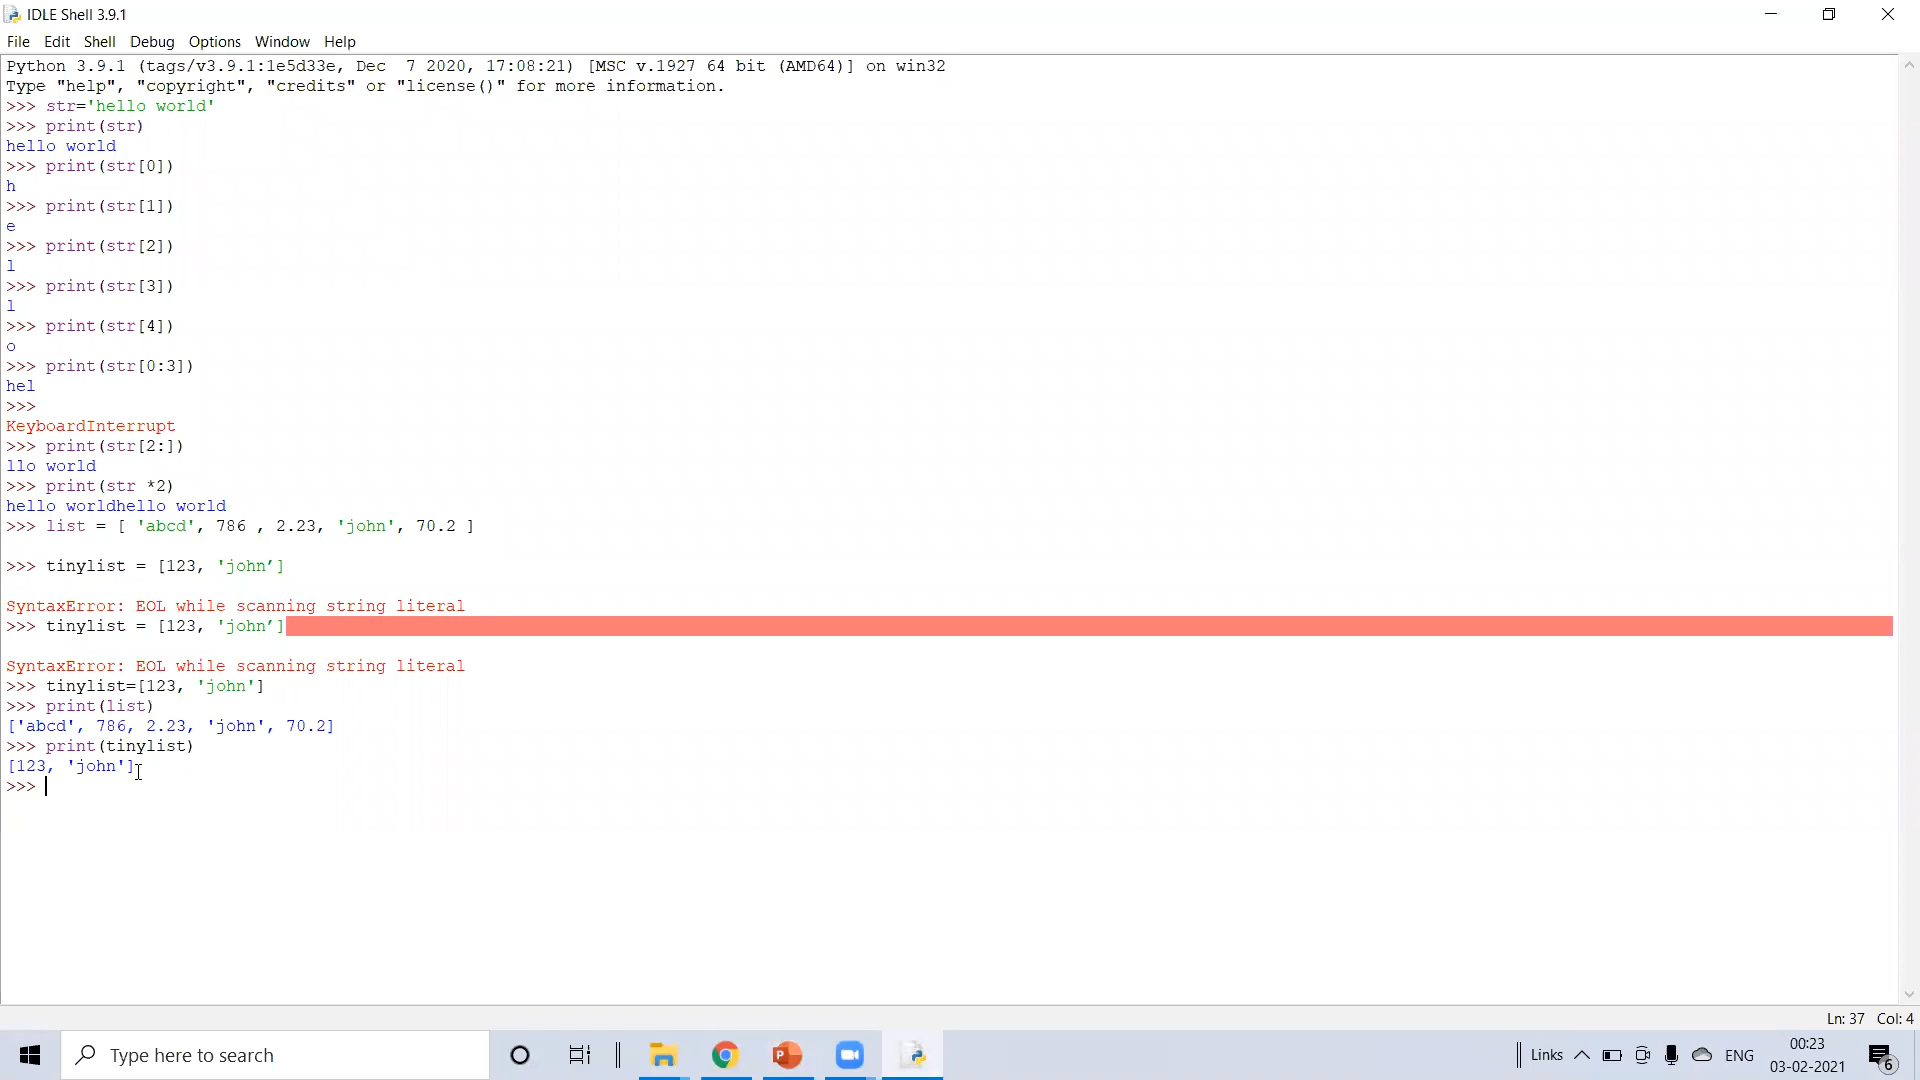 IDLE Shell 3.9.1
File Edit Shell Debug Options Window Help
Python 3.9.1 (tags/v3.9.1:1e5d33e, Dec  7 2020, 17:08:21) [MSC v.1927 64 bit (AMD64)] on win32
Type "help", "copyright", "credits" or "license()" for more information.
>>> str='hello world'
>>> print(str)
hello world
>>> print(str[0])
h
>>> print(str[1])
e
>>> print(str[2])
l
>>> print(str[3])
l
>>> print(str[4])
o
>>> print(str[0:3])
hel
>>>
KeyboardInterrupt
>>> print(str[2:])
llo world
>>> print(str *2)
hello worldhello world
>>> list = [ 'abcd', 786 , 2.23, 'john', 70.2 ]
>>> tinylist = [123, 'john’]
SyntaxError: EOL while scanning string literal
>>> tinylist = [123, 'john’]
SyntaxError: EOL while scanning string literal
>>> tinylist=[123, 'john']
>>> print(list)
['abcd', 786, 2.23, 'john', 70.2]
>>> print(tinylist)
[123, 'john']
>>>
Ln: 37 Col: 4
Type here to search
Links
ENG
00:23
03-02-2021
6